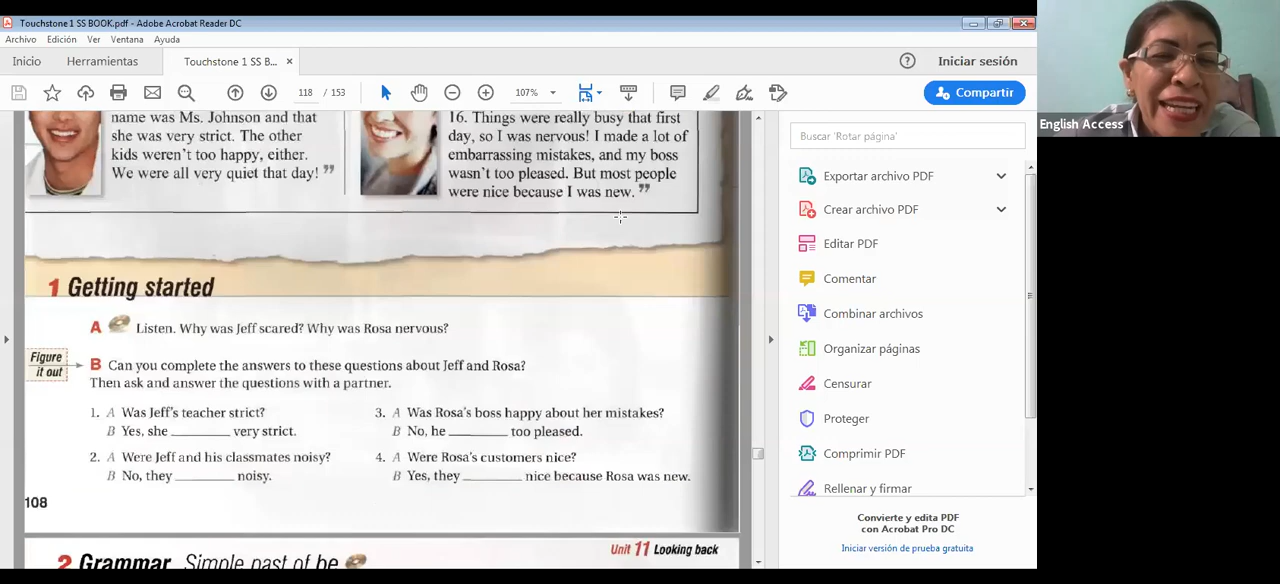 Touchstone 1 SS BOOK.pdf - Adobe Acrobat Reader DC
Archivo Edición Ver Ventana Ayuda
Inicio Herramientas Touchstone 1 SS B... × Iniciar sesión
118 / 153 107% Compartir
name was Ms. Johnson and that
she was very strict. The other
kids weren't too happy, either.
We were all very quiet that day! ”
16. Things were really busy that first
day, so I was nervous! I made a lot of
embarrassing mistakes, and my boss
wasn't too pleased. But most people
were nice because I was new. ”
1 Getting started
A Listen. Why was Jeff scared? Why was Rosa nervous?
Figure
it out
B Can you complete the answers to these questions about Jeff and Rosa?
Then ask and answer the questions with a partner.
1. A Was Jeff's teacher strict?
B Yes, she ______ very strict.
2. A Were Jeff and his classmates noisy?
B No, they ______ noisy.
3. A Was Rosa's boss happy about her mistakes?
B No, he ______ too pleased.
4. A Were Rosa's customers nice?
B Yes, they ______ nice because Rosa was new.
108
Unit 11 Looking back
2 Grammar Simple past of be
Buscar 'Rotar página'
Exportar archivo PDF
Crear archivo PDF
Editar PDF
Comentar
Combinar archivos
Organizar páginas
Censurar
Proteger
Comprimir PDF
Rellenar y firmar
Convierte y edita PDF
con Acrobat Pro DC
Iniciar versión de prueba gratuita
English Access